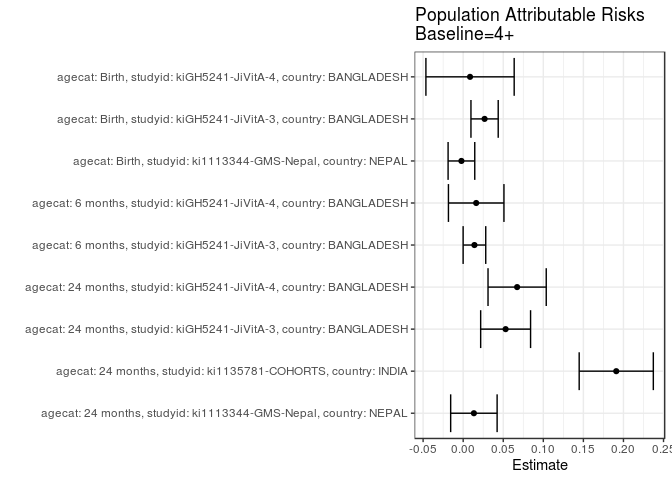 Population Attributable Risks
Baseline=4+
agecat: Birth, studyid: kiGH5241-JiVitA-4, country: BANGLADESH
agecat: Birth, studyid: kiGH5241-JiVitA-3, country: BANGLADESH
agecat: Birth, studyid: ki1113344-GMS-Nepal, country: NEPAL
agecat: 6 months, studyid: kiGH5241-JiVitA-4, country: BANGLADESH
agecat: 6 months, studyid: kiGH5241-JiVitA-3, country: BANGLADESH
agecat: 24 months, studyid: kiGH5241-JiVitA-4, country: BANGLADESH
agecat: 24 months, studyid: kiGH5241-JiVitA-3, country: BANGLADESH
agecat: 24 months, studyid: ki1135781-COHORTS, country: INDIA
agecat: 24 months, studyid: ki1113344-GMS-Nepal, country: NEPAL
-0.05 0.00 0.05 0.10 0.15 0.20 0.25
Estimate